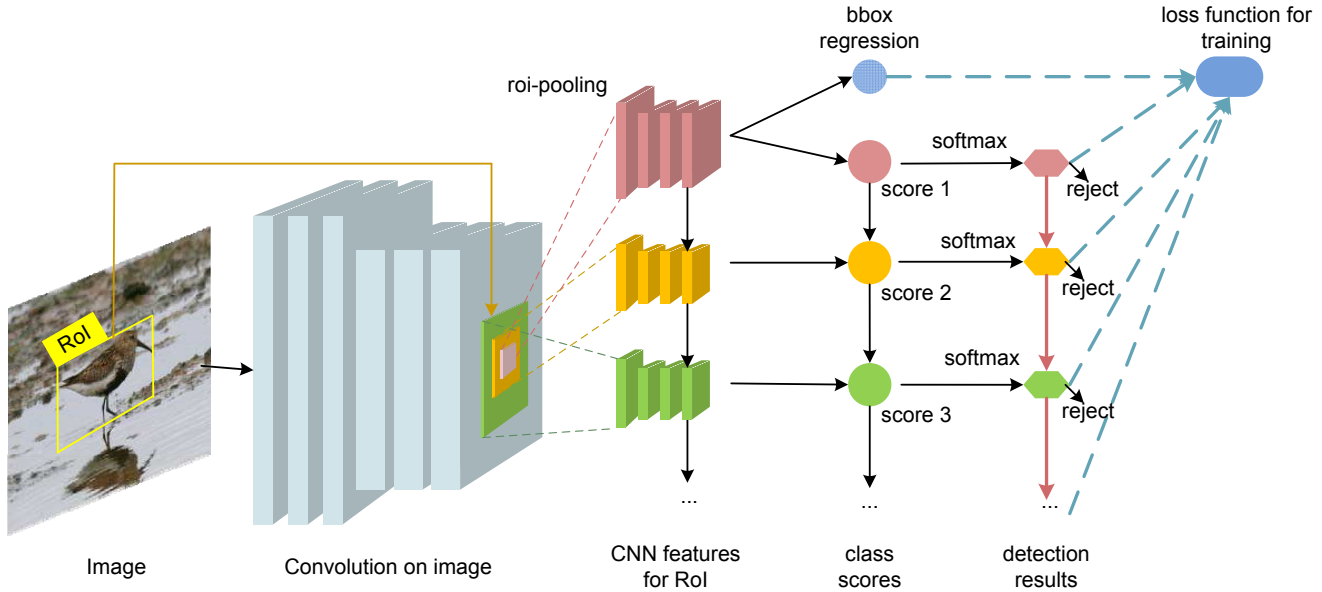 bbox
regression
loss function for
training
roi-pooling
softmax
score 1
reject
RoI
softmax
score 2
reject
softmax
score 3
reject
...
...
...
Image
Convolution on image
CNN features
for RoI
class
scores
detection
results